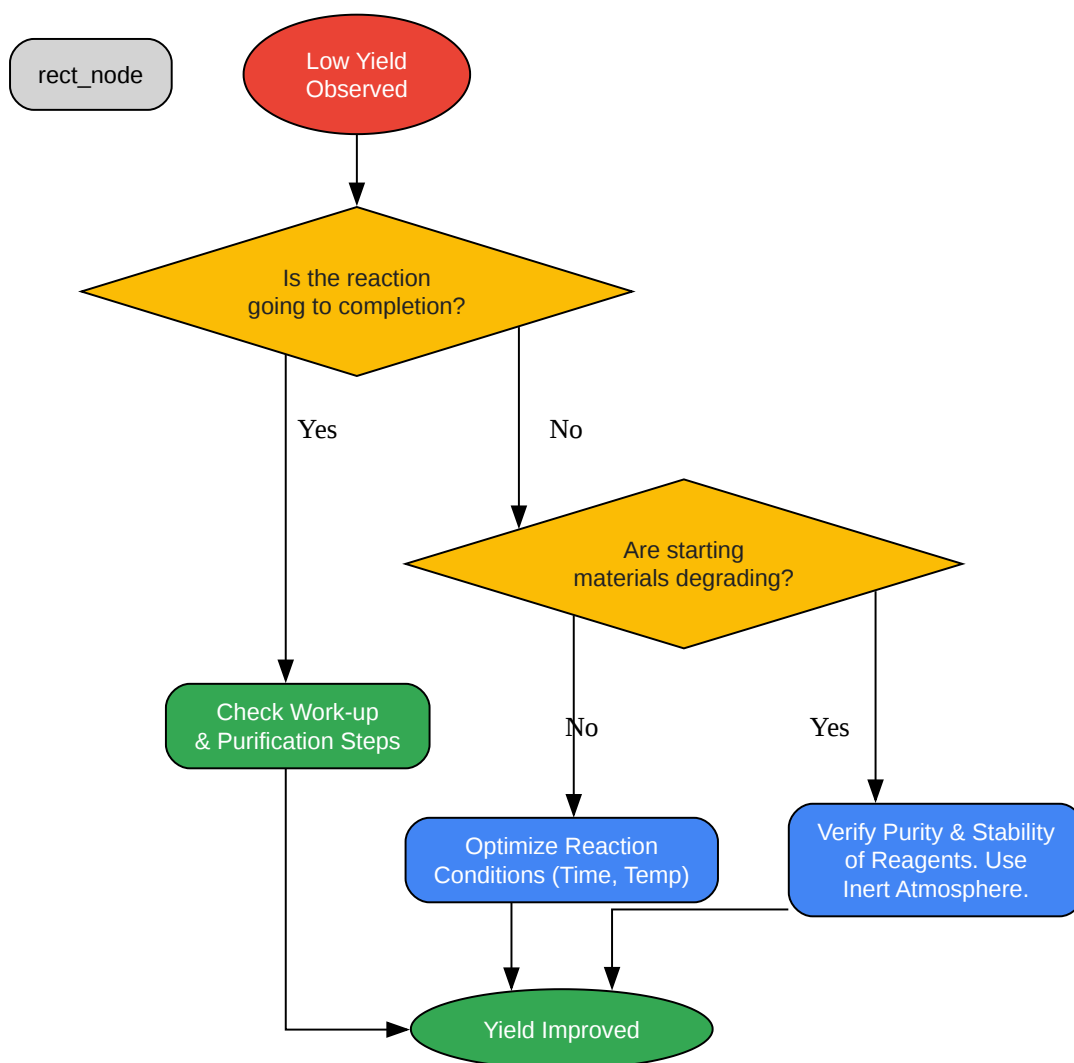 rect_node
Low Yield
Observed
Is the reaction
going to completion?
Yes
No
Are starting
materials degrading?
Check Work-up
& Purification Steps
No
Yes
Optimize Reaction
Conditions (Time, Temp)
Verify Purity & Stability
of Reagents. Use
Inert Atmosphere.
Yield Improved